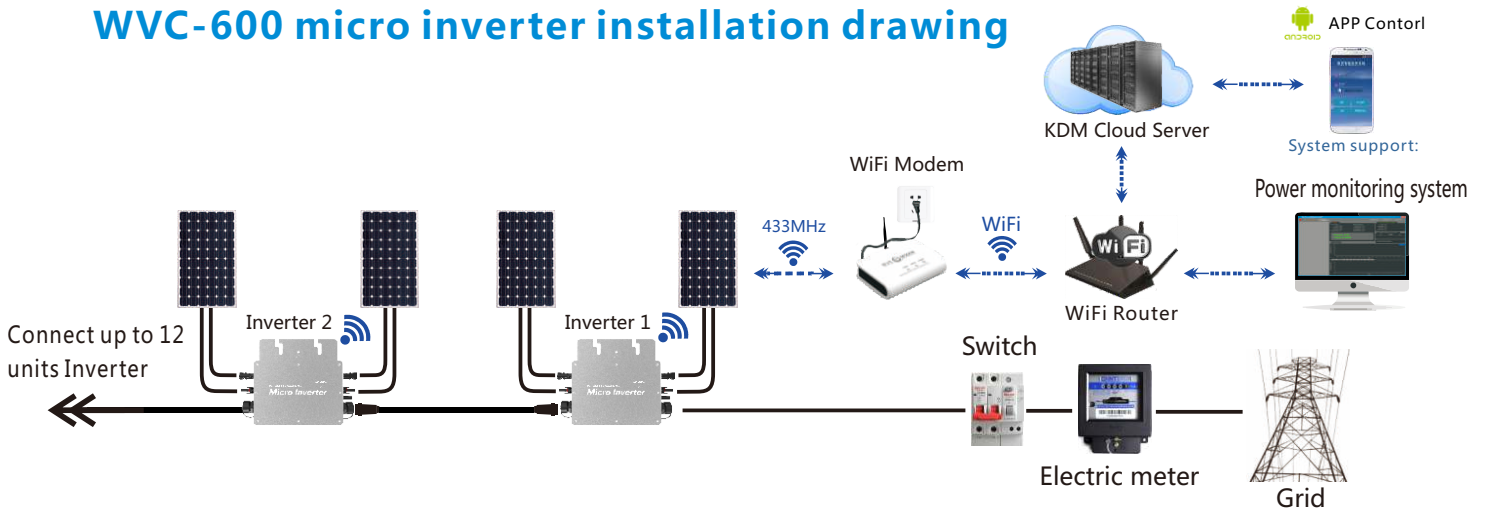 WVC-600 micro inverter installation drawing
ANDROID
APP Contorl
KDM Cloud Server
System support:
WiFi Modem
Power monitoring system
433MHz
WiFi
WiFi
WiFi Router
Inverter 2
Inverter 1
Connect up to 12
units Inverter
Micro Inverter
Micro Inverter
Switch
Electric meter
Grid